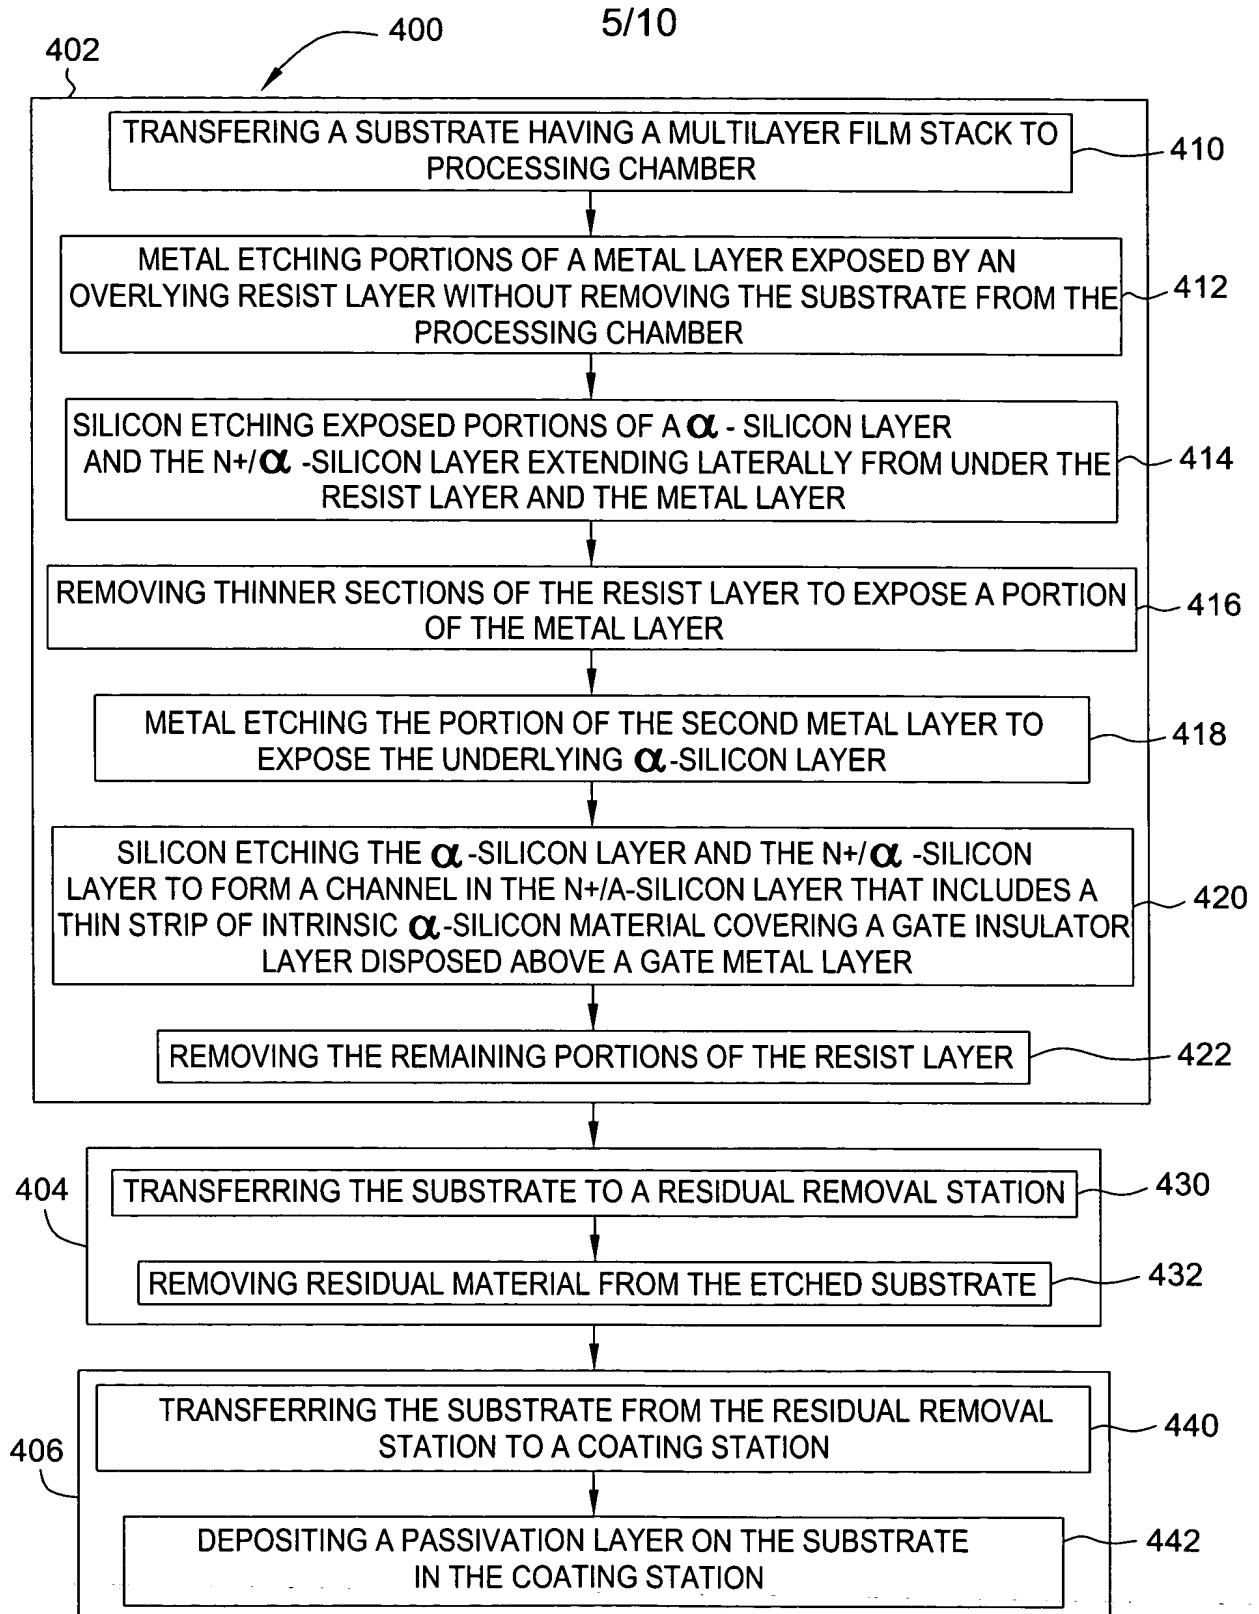 5/10
400
402
TRANSFERING A SUBSTRATE HAVING A MULTILAYER FILM STACK TO
PROCESSING CHAMBER
410
METAL ETCHING PORTIONS OF A METAL LAYER EXPOSED BY AN
OVERLYING RESIST LAYER WITHOUT REMOVING THE SUBSTRATE FROM THE
PROCESSING CHAMBER
412
SILICON ETCHING EXPOSED PORTIONS OF A α - SILICON LAYER
AND THE N+/α -SILICON LAYER EXTENDING LATERALLY FROM UNDER THE
RESIST LAYER AND THE METAL LAYER
414
REMOVING THINNER SECTIONS OF THE RESIST LAYER TO EXPOSE A PORTION
OF THE METAL LAYER
416
METAL ETCHING THE PORTION OF THE SECOND METAL LAYER TO
EXPOSE THE UNDERLYING α-SILICON LAYER
418
SILICON ETCHING THE α-SILICON LAYER AND THE N+/α -SILICON
LAYER TO FORM A CHANNEL IN THE N+/A-SILICON LAYER THAT INCLUDES A
THIN STRIP OF INTRINSIC α-SILICON MATERIAL COVERING A GATE INSULATOR
LAYER DISPOSED ABOVE A GATE METAL LAYER
420
REMOVING THE REMAINING PORTIONS OF THE RESIST LAYER
422
404
TRANSFERRING THE SUBSTRATE TO A RESIDUAL REMOVAL STATION
430
REMOVING RESIDUAL MATERIAL FROM THE ETCHED SUBSTRATE
432
406
TRANSFERRING THE SUBSTRATE FROM THE RESIDUAL REMOVAL
STATION TO A COATING STATION
440
DEPOSITING A PASSIVATION LAYER ON THE SUBSTRATE
IN THE COATING STATION
442